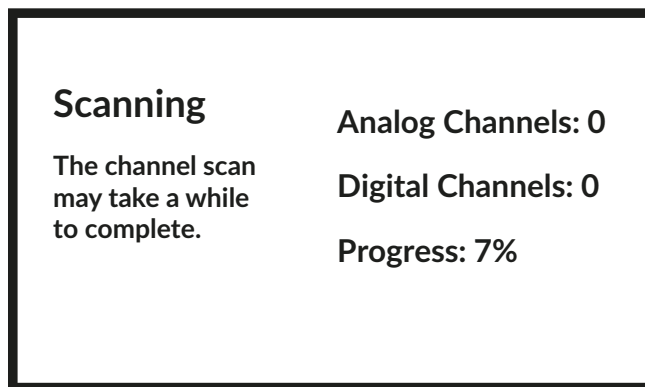 Scanning
The channel scan
may take a while
to complete.
Analog Channels: 0
Digital Channels: 0
Progress: 7%